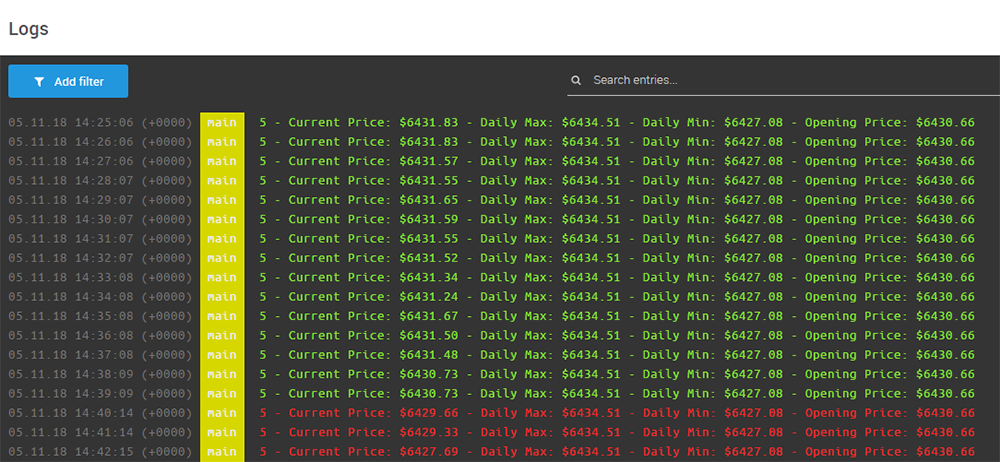 Logs
Add filter
Search entries...
05.11.18 14:25:06 (+0000) main 5 - Current Price: $6431.83 - Daily Max: $6434.51 - Daily Min: $6427.08 - Opening Price: $6430.66
05.11.18 14:26:06 (+0000) main 5 - Current Price: $6431.83 - Daily Max: $6434.51 - Daily Min: $6427.08 - Opening Price: $6430.66
05.11.18 14:27:06 (+0000) main 5 - Current Price: $6431.57 - Daily Max: $6434.51 - Daily Min: $6427.08 - Opening Price: $6430.66
05.11.18 14:28:07 (+0000) main 5 - Current Price: $6431.55 - Daily Max: $6434.51 - Daily Min: $6427.08 - Opening Price: $6430.66
05.11.18 14:29:07 (+0000) main 5 - Current Price: $6431.65 - Daily Max: $6434.51 - Daily Min: $6427.08 - Opening Price: $6430.66
05.11.18 14:30:07 (+0000) main 5 - Current Price: $6431.59 - Daily Max: $6434.51 - Daily Min: $6427.08 - Opening Price: $6430.66
05.11.18 14:31:07 (+0000) main 5 - Current Price: $6431.55 - Daily Max: $6434.51 - Daily Min: $6427.08 - Opening Price: $6430.66
05.11.18 14:32:07 (+0000) main 5 - Current Price: $6431.52 - Daily Max: $6434.51 - Daily Min: $6427.08 - Opening Price: $6430.66
05.11.18 14:33:08 (+0000) main 5 - Current Price: $6431.34 - Daily Max: $6434.51 - Daily Min: $6427.08 - Opening Price: $6430.66
05.11.18 14:34:08 (+0000) main 5 - Current Price: $6431.24 - Daily Max: $6434.51 - Daily Min: $6427.08 - Opening Price: $6430.66
05.11.18 14:35:08 (+0000) main 5 - Current Price: $6431.67 - Daily Max: $6434.51 - Daily Min: $6427.08 - Opening Price: $6430.66
05.11.18 14:36:08 (+0000) main 5 - Current Price: $6431.50 - Daily Max: $6434.51 - Daily Min: $6427.08 - Opening Price: $6430.66
05.11.18 14:37:08 (+0000) main 5 - Current Price: $6431.48 - Daily Max: $6434.51 - Daily Min: $6427.08 - Opening Price: $6430.66
05.11.18 14:38:09 (+0000) main 5 - Current Price: $6430.73 - Daily Max: $6434.51 - Daily Min: $6427.08 - Opening Price: $6430.66
05.11.18 14:39:09 (+0000) main 5 - Current Price: $6430.73 - Daily Max: $6434.51 - Daily Min: $6427.08 - Opening Price: $6430.66
05.11.18 14:40:14 (+0000) main 5 - Current Price: $6429.66 - Daily Max: $6434.51 - Daily Min: $6427.08 - Opening Price: $6430.66
05.11.18 14:41:14 (+0000) main 5 - Current Price: $6429.33 - Daily Max: $6434.51 - Daily Min: $6427.08 - Opening Price: $6430.66
05.11.18 14:42:15 (+0000) main 5 - Current Price: $6427.69 - Daily Max: $6434.51 - Daily Min: $6427.08 - Opening Price: $6430.66